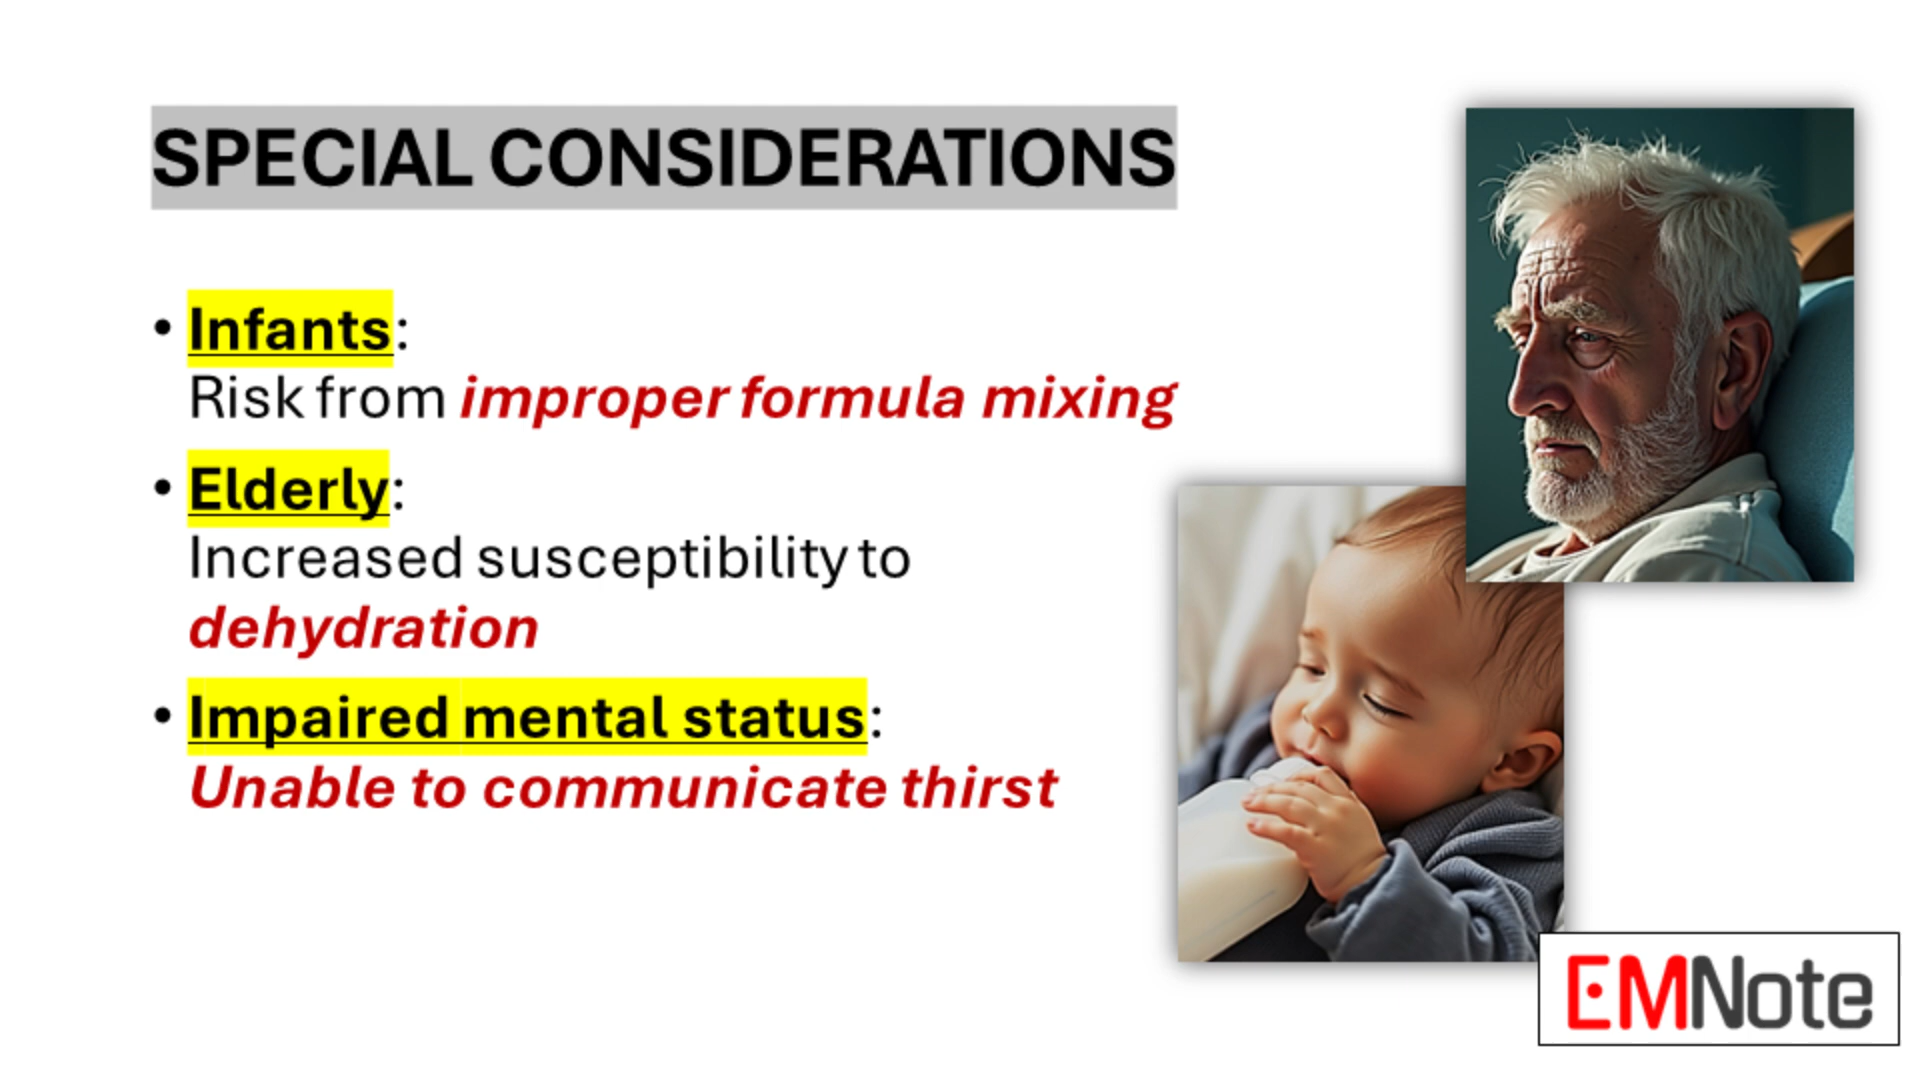 SPECIAL CONSIDERATIONS
• Infants:
Risk from improper formula mixing
• Elderly:
Increased susceptibility to
dehydration
• Impaired mental status:
Unable to communicate thirst
EMNote